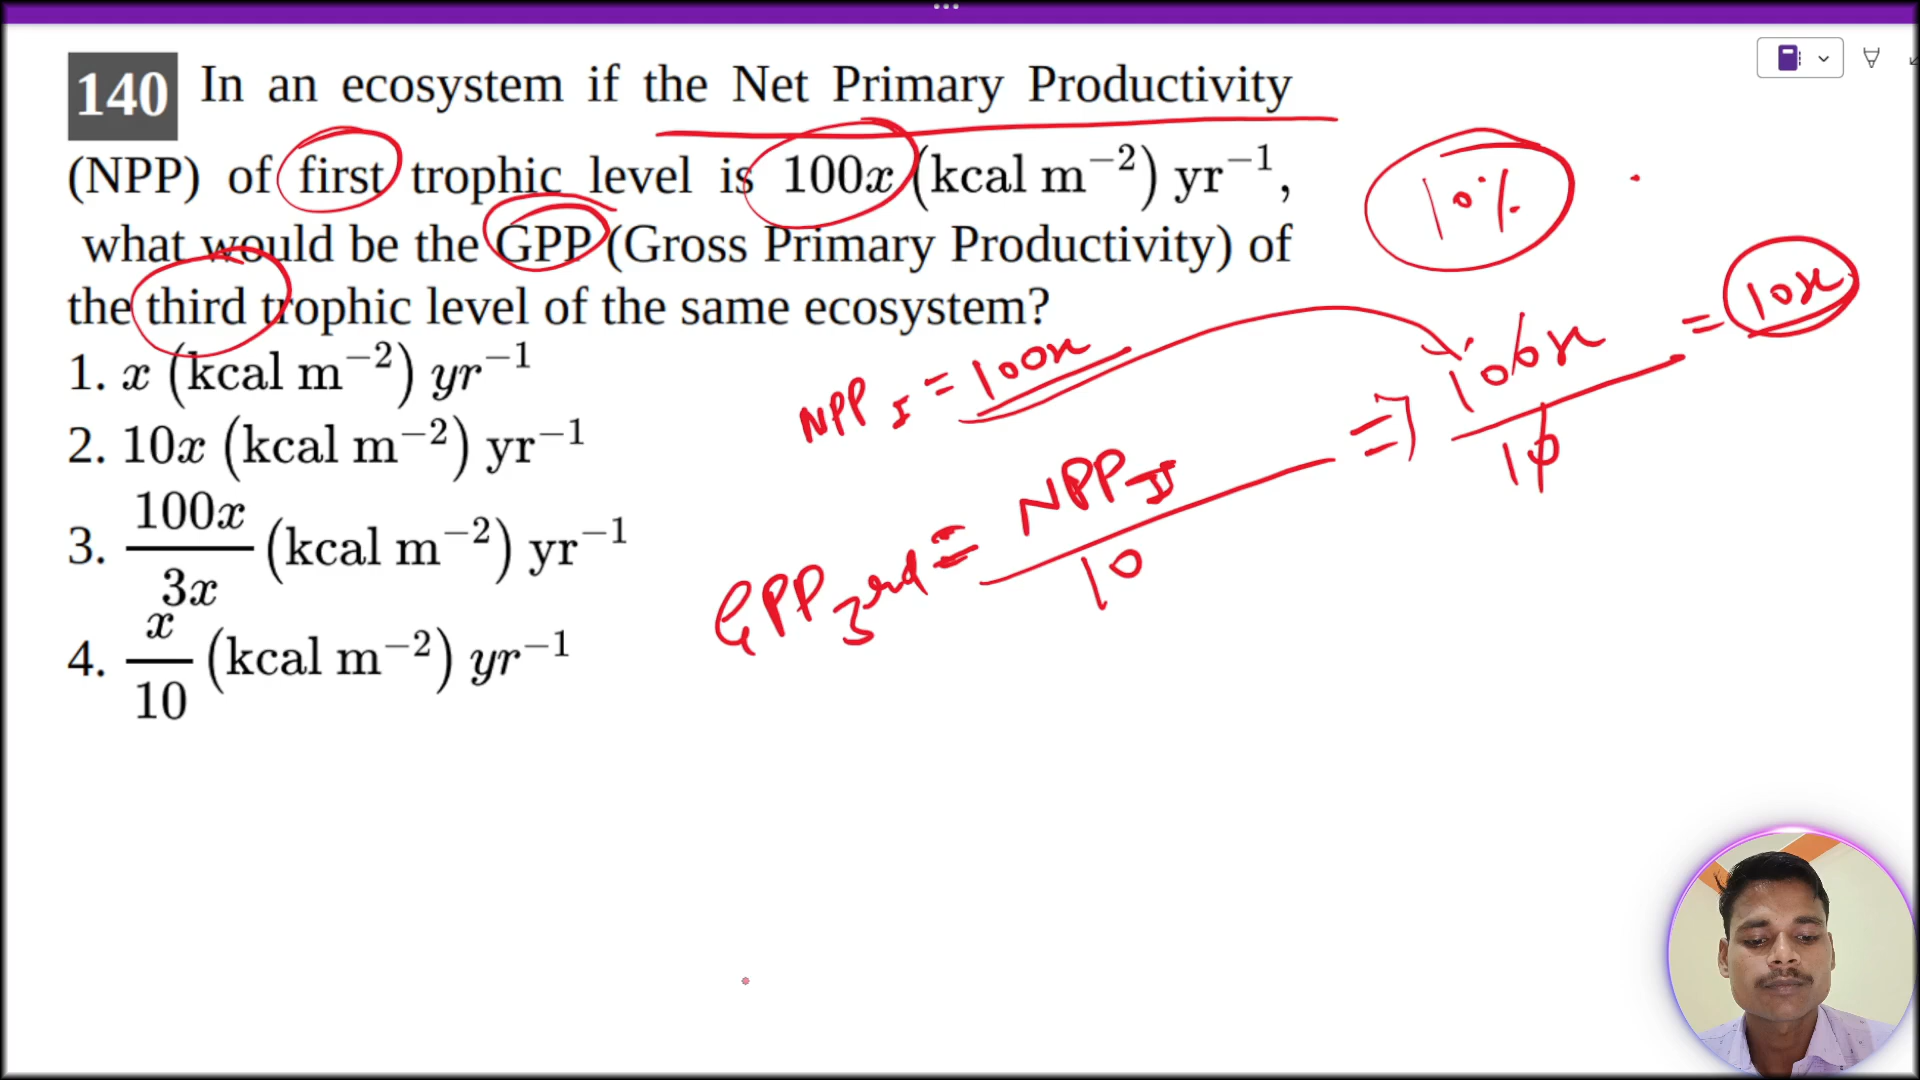 140 In an ecosystem if the Net Primary Productivity
(NPP) of first trophic level is 100x (kcal m⁻²) yr⁻¹,
what would be the GPP (Gross Primary Productivity) of
the third trophic level of the same ecosystem?
1. x (kcal m⁻²) yr⁻¹
2. 10x (kcal m⁻²) yr⁻¹
3. 100x/3x (kcal m⁻²) yr⁻¹
4. x/10 (kcal m⁻²) yr⁻¹
10%
NPP I = 100x
GPP 3rd = NPP II / 10 => 100x / 10 = 10x